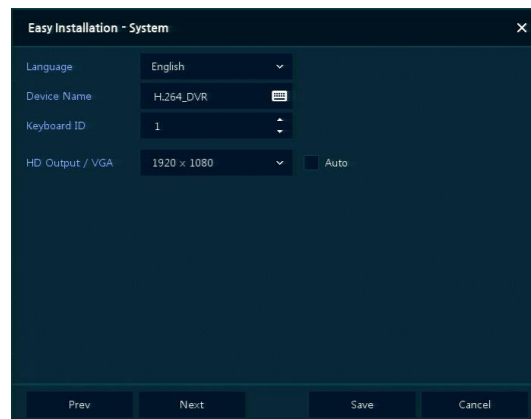 Easy Installation - System
Language English
Device Name H.264_DVR
Keyboard ID 1
HD Output / VGA 1920 x 1080 Auto
Prev Next Save Cancel